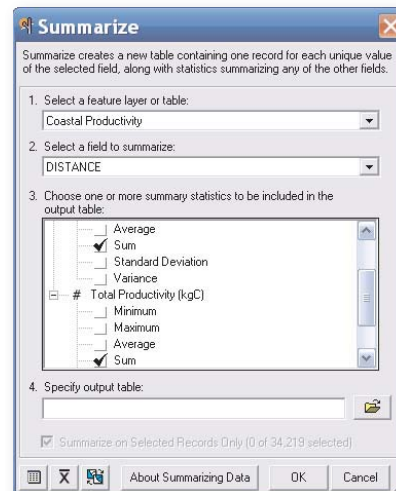 Summarize
Summarize creates a new table containing one record for each unique value
of the selected field, along with statistics summarizing any of the other fields.
1. Select a feature layer or table:
Coastal Productivity
2. Select a field to summarize:
DISTANCE
3. Choose one or more summary statistics to be included in the
output table:
Average
Sum
Standard Deviation
Variance
# Total Productivity (kgC)
Minimum
Maximum
Average
Sum
4. Specify output table:
Summarize on Selected Records Only (0 of 34,219 selected)
About Summarizing Data OK Cancel